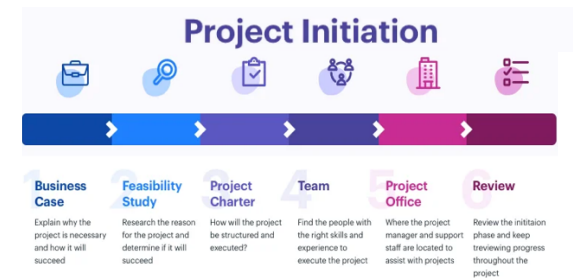 Project Initiation
1
Business
Case
Explain why the
project is necessary
and how it will
succeed
2
Feasibility
Study
Research the reason
for the project and
determine if it will
succeed
3
Project
Charter
How will the project
be structured and
executed?
4
Team
Find the people with
the right skills and
experience to
execute the project
5
Project
Office
Where the project
manager and support
staff are located to
assist with projects
6
Review
Review the inititaion
phase and keep
treviewing progress
throughout the
project